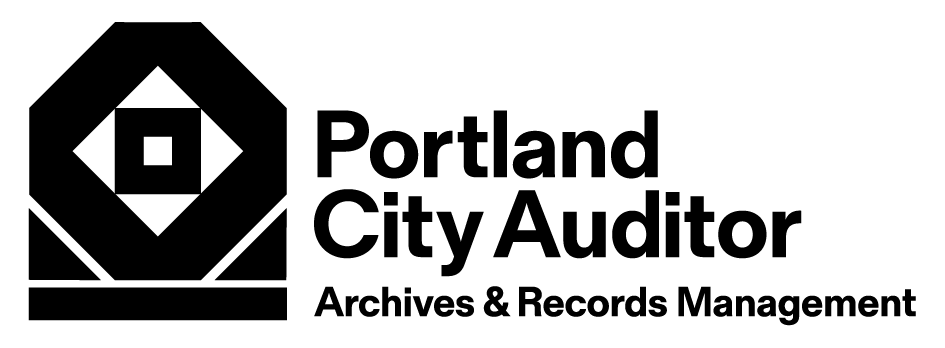 Portland
City Auditor
Archives & Records Management